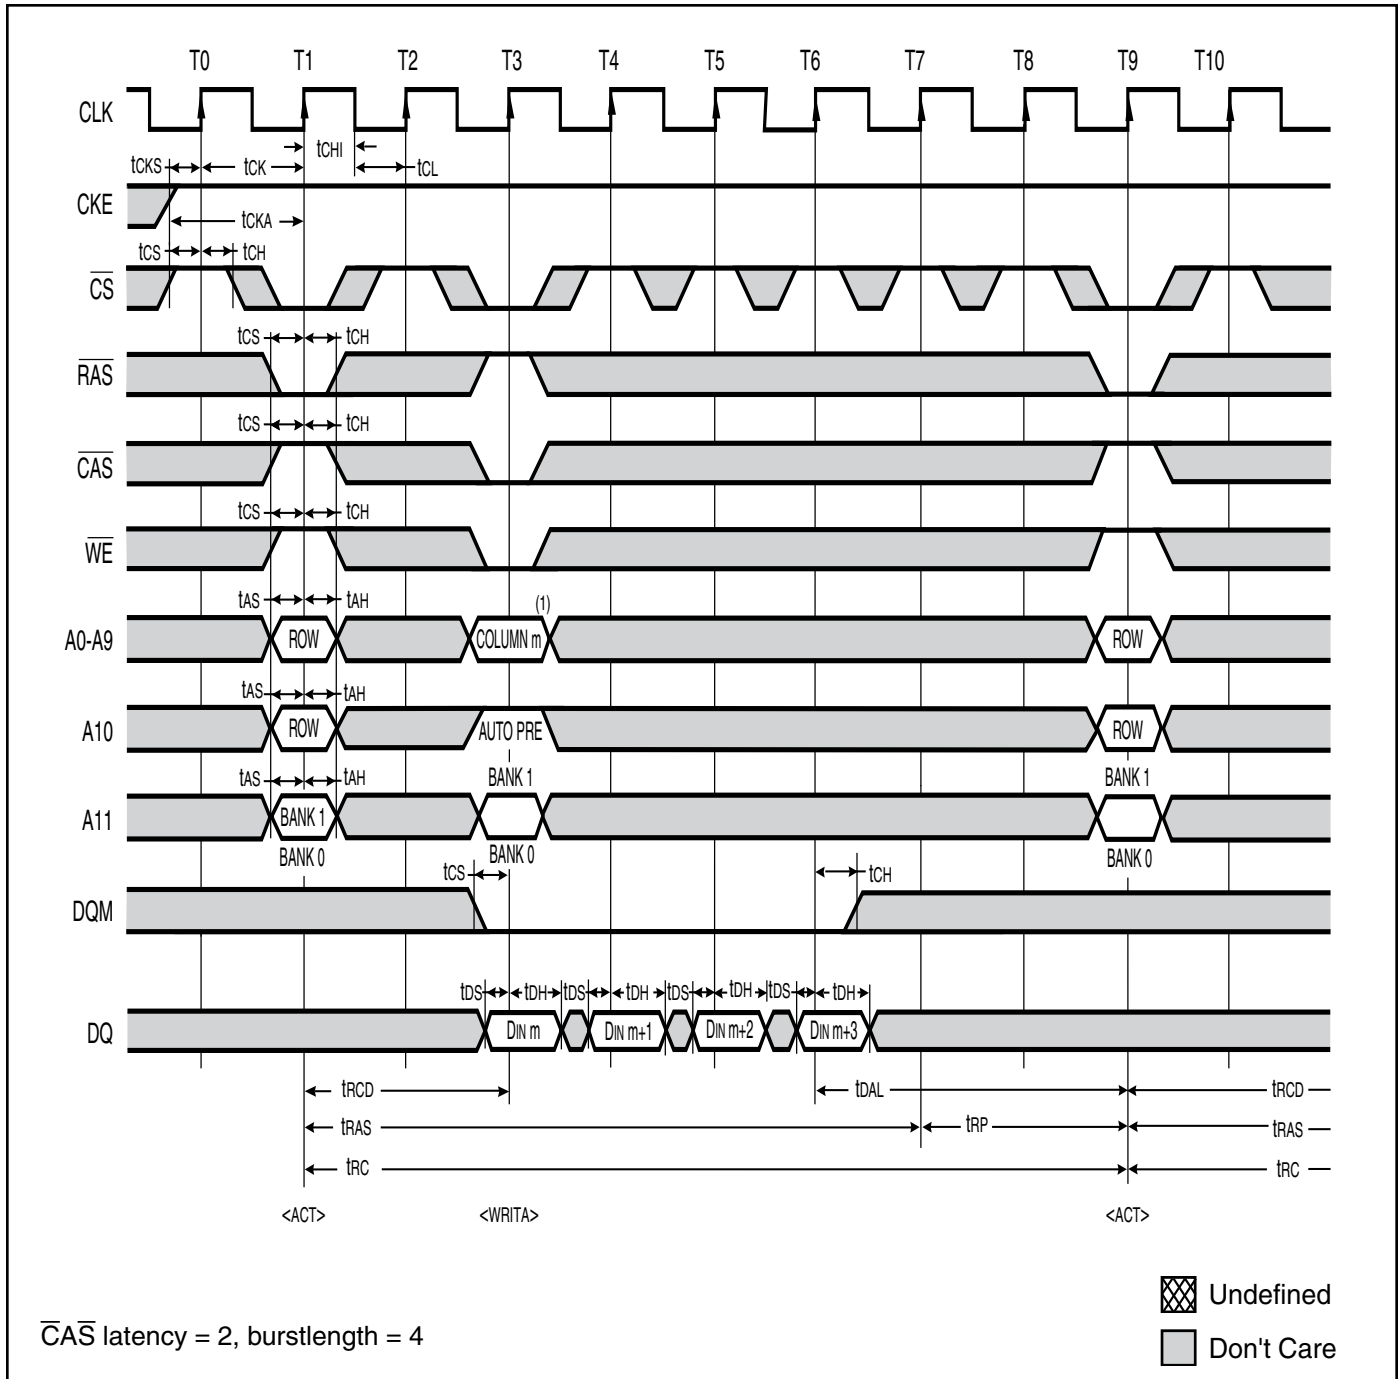 T0 T1 T2 T3 T4 T5 T6 T7 T8 T9 T10
CLK
tCHI
tCKS tCK tCL
CKE
tCKA
tCS tCH
CS
tCS tCH
RAS
tCS tCH
CAS
tCS tCH
WE
tAS tAH (1)
A0-A9 ROW COLUMN m ROW
tAS tAH
A10 ROW AUTO PRE ROW
tAS tAH BANK 1 BANK 1
A11 BANK 1
BANK 0 BANK 0 BANK 0
tCS tCH
DQM
tDS tDH tDS tDH tDS tDH tDS tDH
DQ DIN m DIN m+1 DIN m+2 DIN m+3
tRCD tDAL tRCD
tRAS tRP tRAS
tRC tRC
<ACT> <WRITA> <ACT>
Undefined
CAS latency = 2, burstlength = 4
Don't Care